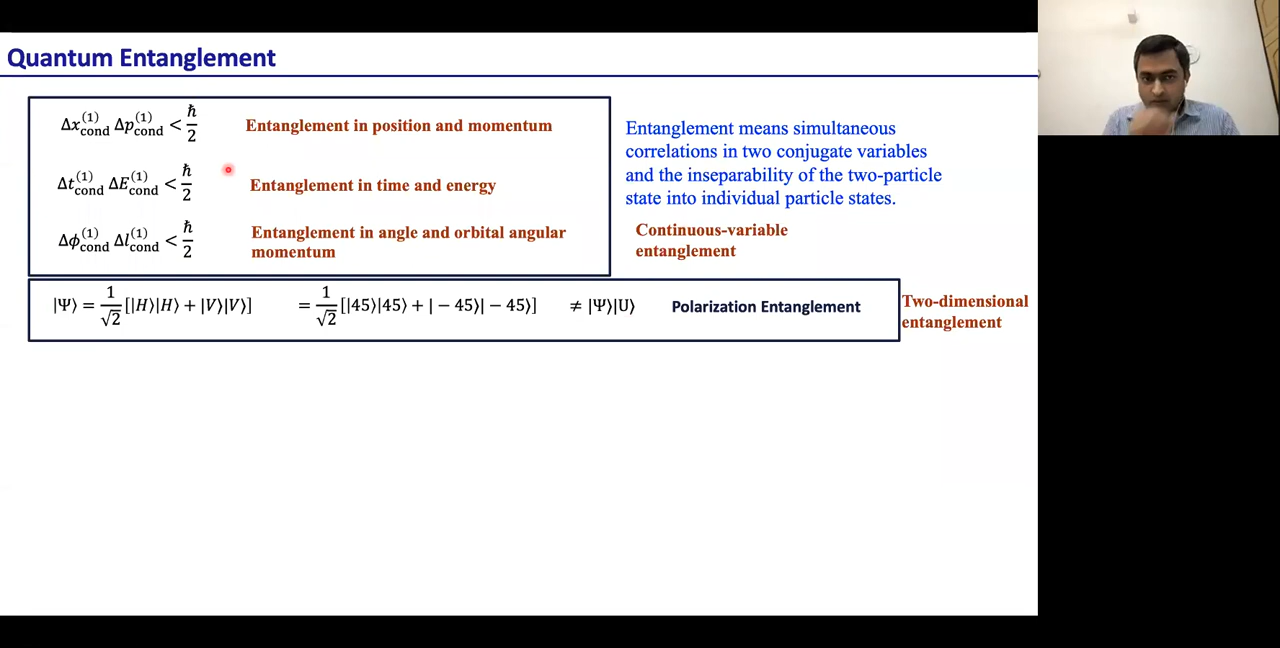 Quantum Entanglement
Δx_cond^(1) Δp_cond^(1) < ħ/2 Entanglement in position and momentum
Δt_cond^(1) ΔE_cond^(1) < ħ/2 Entanglement in time and energy
Δϕ_cond^(1) Δl_cond^(1) < ħ/2 Entanglement in angle and orbital angular
momentum
Entanglement means simultaneous
correlations in two conjugate variables
and the inseparability of the two-particle
state into individual particle states.
Continuous-variable
entanglement
|Ψ⟩ = 1/√2 [|H⟩|H⟩ + |V⟩|V⟩] = 1/√2 [|45⟩|45⟩ + | − 45⟩| − 45⟩] ≠ |Ψ⟩|U⟩ Polarization Entanglement
Two-dimensional
entanglement